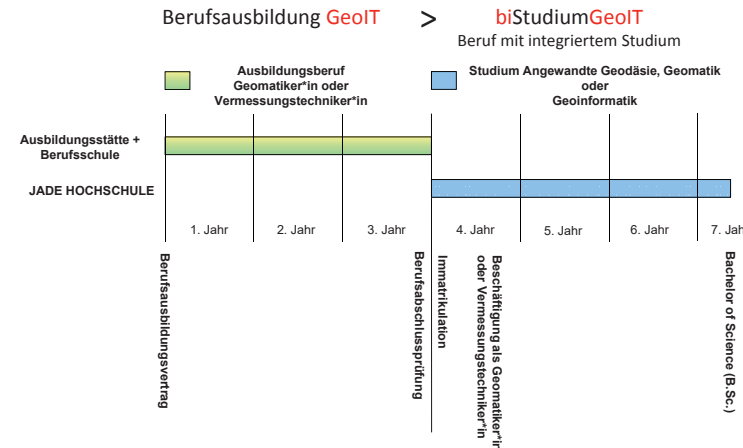 Berufsausbildung GeoIT > biStudiumGeoIT
Beruf mit integriertem Studium
Ausbildungsberuf
Geomatiker*in oder
Vermessungstechniker*in
Studium Angewandte Geodäsie, Geomatik
oder
Geoinformatik
Ausbildungsstätte +
Berufsschule
JADE HOCHSCHULE
1. Jahr
2. Jahr
3. Jahr
4. Jahr
5. Jahr
6. Jahr
7. Jah
Berufsausbildungsvertrag
Berufsabschlussprüfung
Immatrikulation
Beschäftigung als Geomatiker*in
oder Vermessungstechniker*in
Bachelor of Science (B.Sc.)